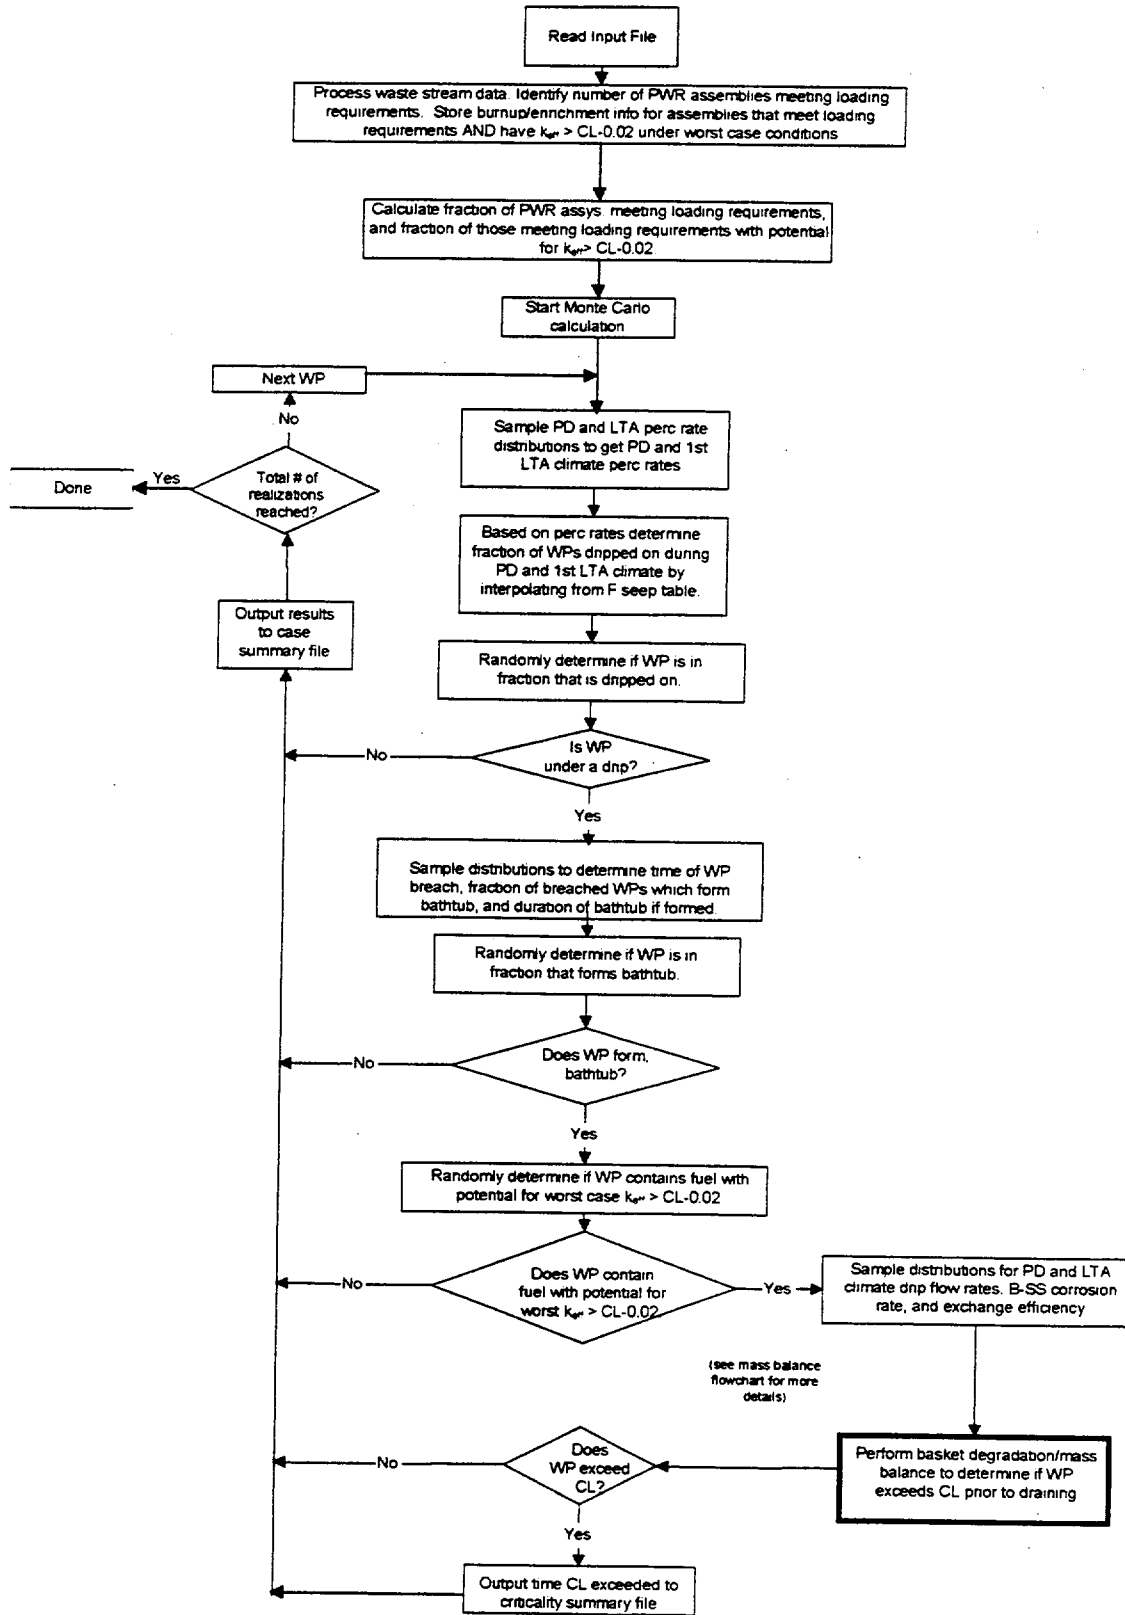 Read Input File
Process waste stream data. Identify number of PWR assemblies meeting loading
requirements. Store burnup/enrichment info for assemblies that meet loading
requirements AND have keff > CL-0.02 under worst case conditions
Calculate fraction of PWR assys. meeting loading requirements,
and fraction of those meeting loading requirements with potential
for keff > CL-0.02.
Start Monte Carlo
calculation
Next WP
No
Sample PD and LTA perc rate
distributions to get PD and 1st
LTA climate perc rates
Total # of
realizations
reached?
Yes
Done
Based on perc rates determine
fraction of WPs dripped on during
PD and 1st LTA climate by
interpolating from F seep table.
Output results
to case
summary file
Randomly determine if WP is in
fraction that is dripped on.
Is WP
under a drip?
No
Yes
Sample distributions to determine time of WP
breach, fraction of breached WPs which form
bathtub, and duration of bathtub if formed.
Randomly determine if WP is in
fraction that forms bathtub.
Does WP form,
bathtub?
No
Yes
Randomly determine if WP contains fuel with
potential for worst case keff > CL-0.02
Does WP contain
fuel with potential for
worst keff > CL-0.02
No
Yes
Sample distributions for PD and LTA
climate drip flow rates. B-SS corrosion
rate, and exchange efficiency
(see mass balance
flowchart for more
details)
Perform basket degradation/mass
balance to determine if WP
exceeds CL prior to draining
Does
WP exceed
CL?
No
Yes
Output time CL exceeded to
criticality summary file